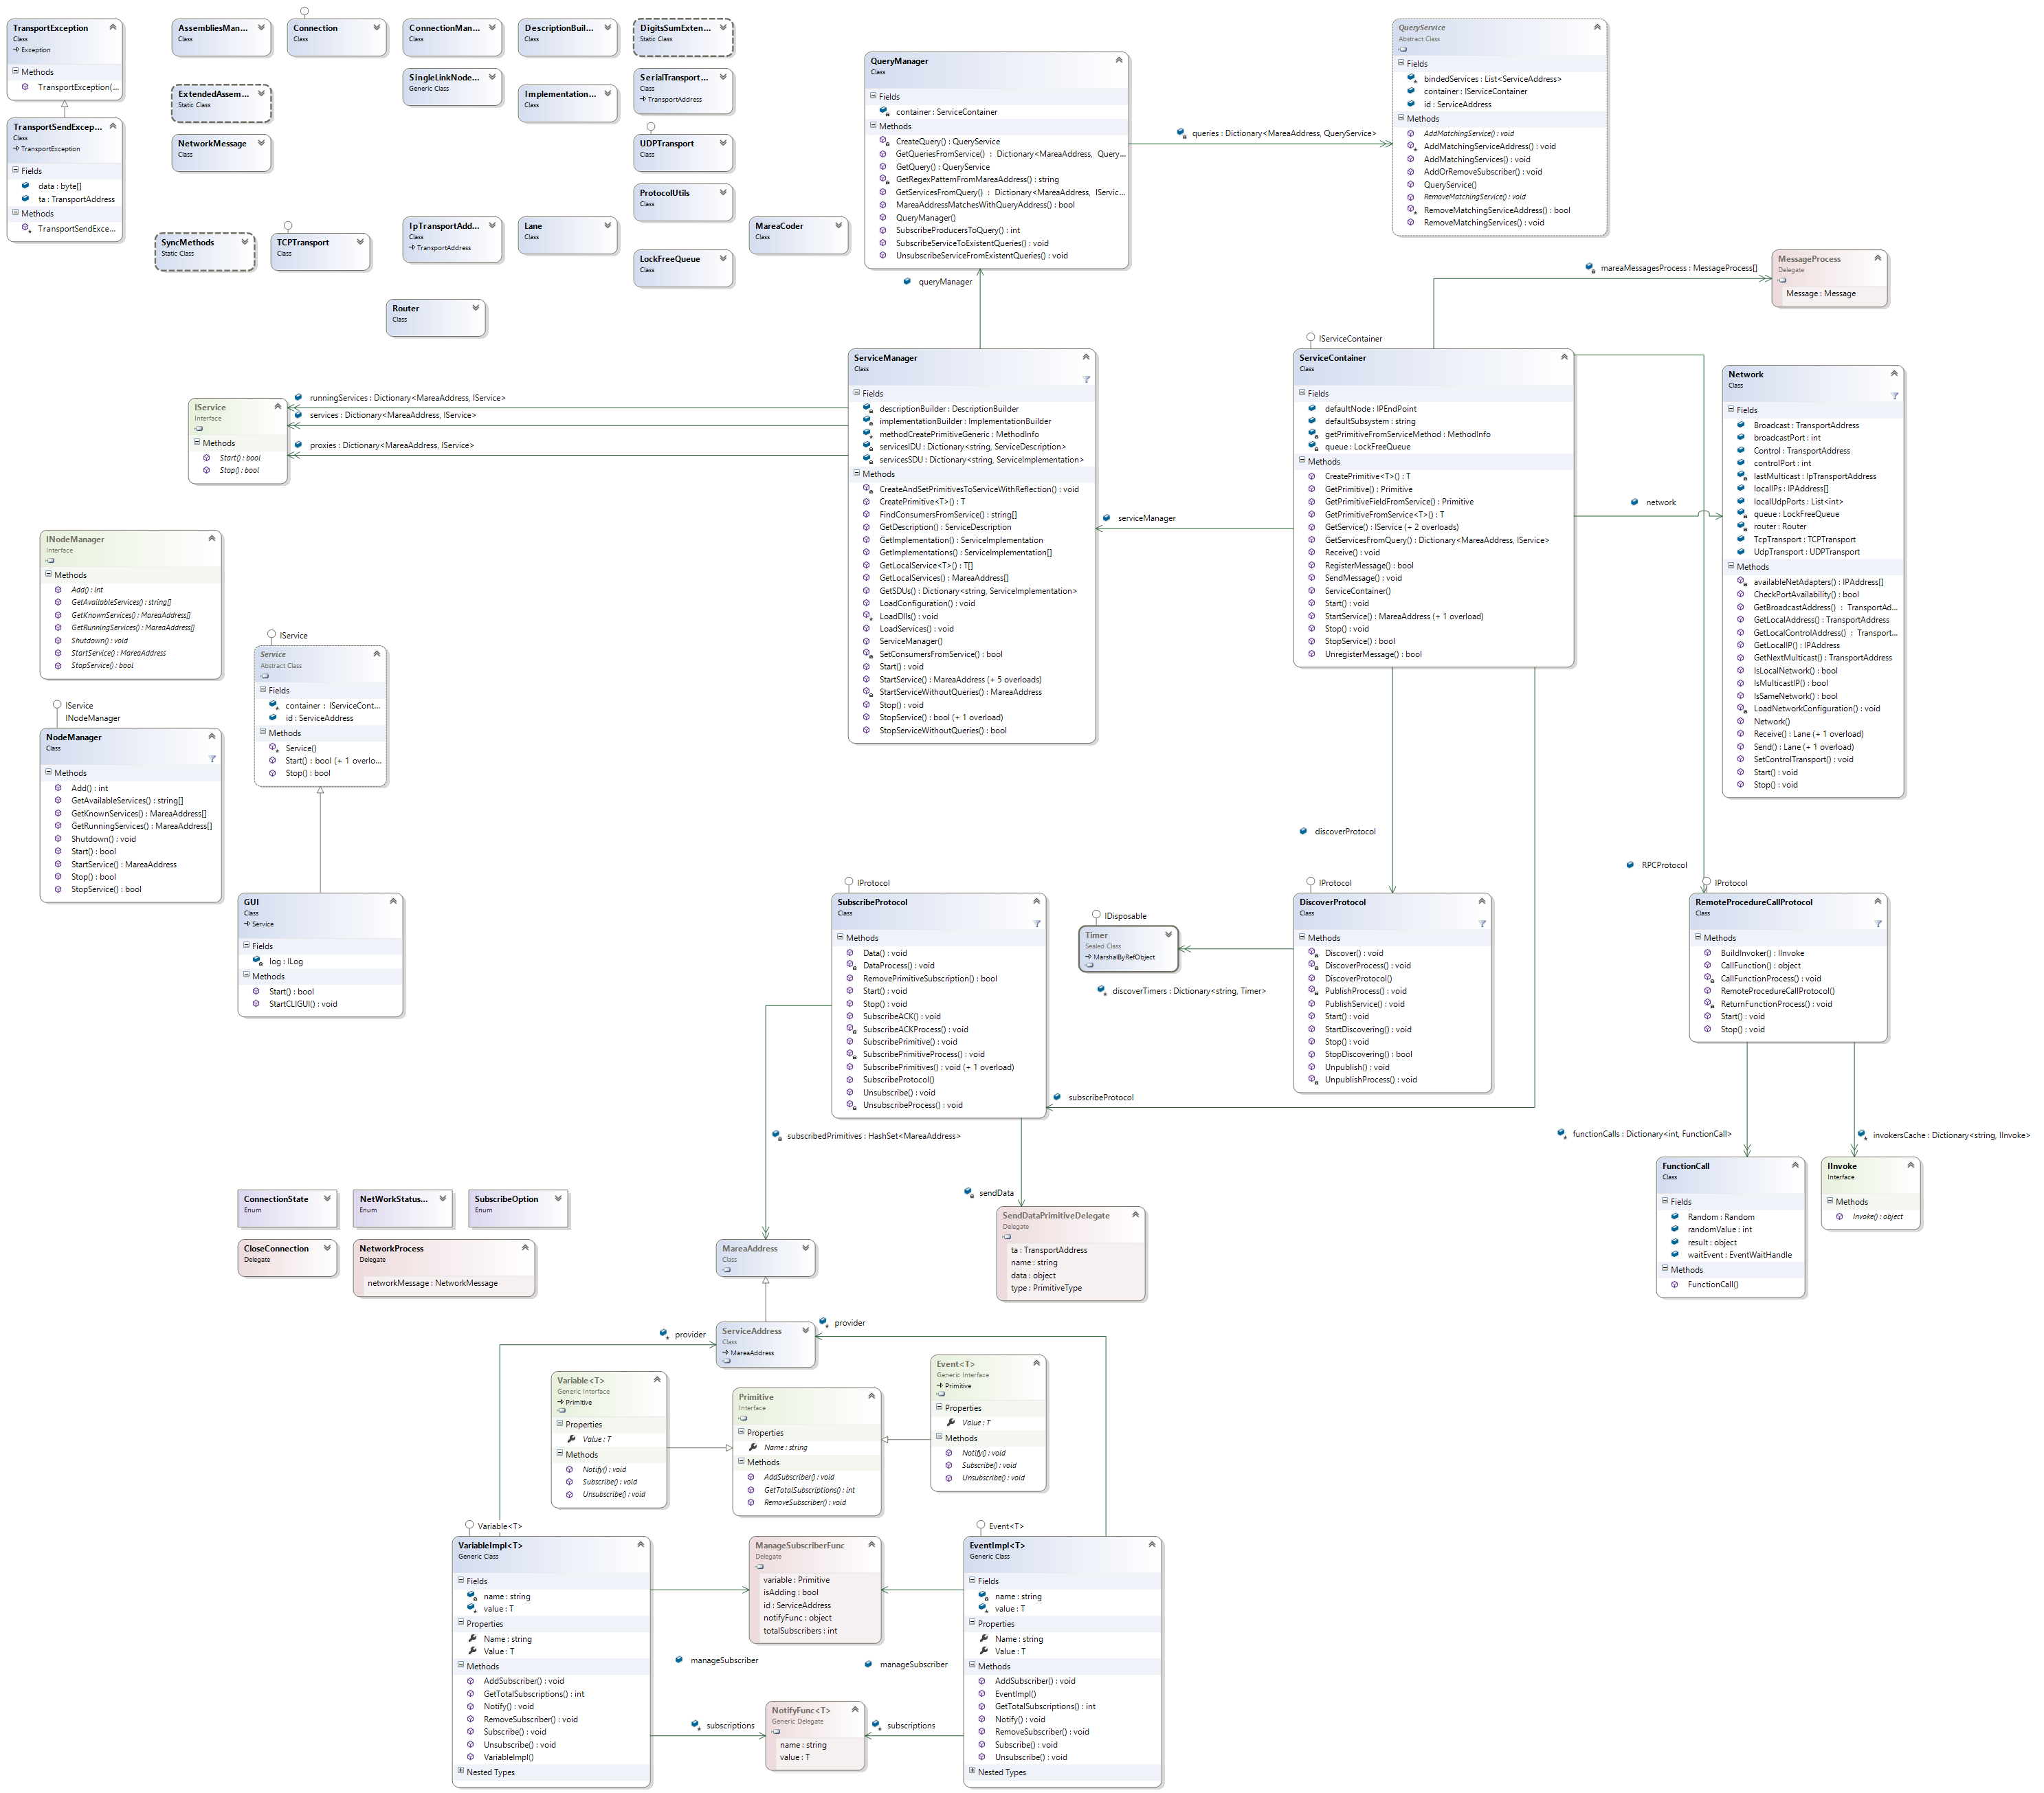 TransportException
Class
Exception
Methods
TransportException(...
TransportSendExcep...
Class
TransportException
Fields
data : byte[]
ta : TransportAddress
Methods
TransportSendExce...
AssembliesMan...
Class
Connection
Class
ConnectionMan...
Class
DescriptionBuil...
Class
DigitsSumExten...
Static Class
ExtendedAssem...
Static Class
SingleLinkNode...
Generic Class
Implementation...
Class
SerialTransport...
Class
TransportAddress
NetworkMessage
Class
UDPTransport
Class
ProtocolUtils
Class
SyncMethods
Static Class
TCPTransport
Class
IpTransportAdd...
Class
TransportAddress
Lane
Class
MareaCoder
Class
LockFreeQueue
Class
Router
Class
QueryManager
Class
Fields
container : ServiceContainer
Methods
CreateQuery() : QueryService
GetQueriesFromService() : Dictionary<MareaAddress, Query...
GetQuery() : QueryService
GetRegexPatternFromMareaAddress() : string
GetServicesFromQuery() : Dictionary<MareaAddress, IServic...
MareaAddressMatchesWithQueryAddress() : bool
QueryManager()
SubscribeProducersToQuery() : int
SubscribeServiceToExistentQueries() : void
UnsubscribeServiceFromExistentQueries() : void
queries : Dictionary<MareaAddress, QueryService>
QueryService
Abstract Class
Fields
bindedServices : List<ServiceAddress>
container : IServiceContainer
id : ServiceAddress
Methods
AddMatchingService() : void
AddMatchingServiceAddress() : void
AddMatchingServices() : void
AddOrRemoveSubscriber() : void
QueryService()
RemoveMatchingService() : void
RemoveMatchingServiceAddress() : bool
RemoveMatchingServices() : void
queryManager
mareaMessagesProcess : MessageProcess[]
MessageProcess
Delegate
Message : Message
IService
Interface
Methods
Start() : bool
Stop() : bool
runningServices : Dictionary<MareaAddress, IService>
services : Dictionary<MareaAddress, IService>
proxies : Dictionary<MareaAddress, IService>
ServiceManager
Class
Fields
descriptionBuilder : DescriptionBuilder
implementationBuilder : ImplementationBuilder
methodCreatePrimitiveGeneric : MethodInfo
servicesIDU : Dictionary<string, ServiceDescription>
servicesSDU : Dictionary<string, ServiceImplementation>
Methods
CreateAndSetPrimitivesToServiceWithReflection() : void
CreatePrimitive<T>() : T
FindConsumersFromService() : string[]
GetDescription() : ServiceDescription
GetImplementation() : ServiceImplementation
GetImplementations() : ServiceImplementation[]
GetLocalService<T>() : T[]
GetLocalServices() : MareaAddress[]
GetSDUs() : Dictionary<string, ServiceImplementation>
LoadConfiguration() : void
LoadDlls() : void
LoadServices() : void
ServiceManager()
SetConsumersFromService() : bool
Start() : void
StartService() : MareaAddress (+ 5 overloads)
StartServiceWithoutQueries() : MareaAddress
Stop() : void
StopService() : bool (+ 1 overload)
StopServiceWithoutQueries() : bool
serviceManager
IServiceContainer
ServiceContainer
Class
Fields
defaultNode : IPEndPoint
defaultSubsystem : string
getPrimitiveFromServiceMethod : MethodInfo
queue : LockFreeQueue
Methods
CreatePrimitive<T>() : T
GetPrimitive() : Primitive
GetPrimitiveFieldFromService() : Primitive
GetPrimitiveFromService<T>() : T
GetService() : IService (+ 2 overloads)
GetServicesFromQuery() : Dictionary<MareaAddress, IService>
Receive() : void
RegisterMessage() : bool
SendMessage() : void
ServiceContainer()
Start() : void
StartService() : MareaAddress (+ 1 overload)
Stop() : void
StopService() : bool
UnregisterMessage() : bool
network
Network
Class
Fields
Broadcast : TransportAddress
broadcastPort : int
Control : TransportAddress
controlPort : int
lastMulticast : IpTransportAddress
localIPs : IPAddress[]
localUdpPorts : List<int>
queue : LockFreeQueue
router : Router
TcpTransport : TCPTransport
UdpTransport : UDPTransport
Methods
availableNetAdapters() : IPAddress[]
CheckPortAvailability() : bool
GetBroadcastAddress() : TransportAd...
GetLocalAddress() : TransportAddress
GetLocalControlAddress() : Transport...
GetLocalIP() : IPAddress
GetNextMulticast() : TransportAddress
IsLocalNetwork() : bool
IsMulticastIP() : bool
IsSameNetwork() : bool
LoadNetworkConfiguration() : void
Network()
Receive() : Lane (+ 1 overload)
Send() : Lane (+ 1 overload)
SetControlTransport() : void
Start() : void
Stop() : void
INodeManager
Interface
Methods
Add() : int
GetAvailableServices() : string[]
GetKnownServices() : MareaAddress[]
GetRunningServices() : MareaAddress[]
Shutdown() : void
StartService() : MareaAddress
StopService() : bool
IService
Service
Abstract Class
Fields
container : IServiceCont...
id : ServiceAddress
Methods
Service()
Start() : bool (+ 1 overlo...
Stop() : bool
IService
INodeManager
NodeManager
Class
Methods
Add() : int
GetAvailableServices() : string[]
GetKnownServices() : MareaAddress[]
GetRunningServices() : MareaAddress[]
Shutdown() : void
Start() : bool
StartService() : MareaAddress
Stop() : bool
StopService() : bool
GUI
Class
Service
Fields
log : ILog
Methods
Start() : bool
StartCLIGUI() : void
discoverProtocol
RPCProtocol
IProtocol
SubscribeProtocol
Class
Methods
Data() : void
DataProcess() : void
RemovePrimitiveSubscription() : bool
Start() : void
Stop() : void
SubscribeACK() : void
SubscribeACKProcess() : void
SubscribePrimitive() : void
SubscribePrimitiveProcess() : void
SubscribePrimitives() : void (+ 1 overload)
SubscribeProtocol()
Unsubscribe() : void
UnsubscribeProcess() : void
IDisposable
Timer
Sealed Class
MarshalByRefObject
discoverTimers : Dictionary<string, Timer>
IProtocol
DiscoverProtocol
Class
Methods
Discover() : void
DiscoverProcess() : void
DiscoverProtocol()
PublishProcess() : void
PublishService() : void
Start() : void
StartDiscovering() : void
Stop() : void
StopDiscovering() : bool
Unpublish() : void
UnpublishProcess() : void
IProtocol
RemoteProcedureCallProtocol
Class
Methods
BuildInvoker() : IInvoke
CallFunction() : object
CallFunctionProcess() : void
RemoteProcedureCallProtocol()
ReturnFunctionProcess() : void
Start() : void
Stop() : void
subscribeProtocol
subscribedPrimitives : HashSet<MareaAddress>
functionCalls : Dictionary<int, FunctionCall>
invokersCache : Dictionary<string, IInvoke>
FunctionCall
Class
Fields
Random : Random
randomValue : int
result : object
waitEvent : EventWaitHandle
Methods
FunctionCall()
IInvoke
Interface
Methods
Invoke() : object
sendData
SendDataPrimitiveDelegate
Delegate
ta : TransportAddress
name : string
data : object
type : PrimitiveType
ConnectionState
Enum
NetWorkStatus...
Enum
SubscribeOption
Enum
CloseConnection
Delegate
NetworkProcess
Delegate
networkMessage : NetworkMessage
MareaAddress
Class
provider
ServiceAddress
Class
MareaAddress
provider
Variable<T>
Generic Interface
Primitive
Properties
Value : T
Methods
Notify() : void
Subscribe() : void
Unsubscribe() : void
Primitive
Interface
Properties
Name : string
Methods
AddSubscriber() : void
GetTotalSubscriptions() : int
RemoveSubscriber() : void
Event<T>
Generic Interface
Primitive
Properties
Value : T
Methods
Notify() : void
Subscribe() : void
Unsubscribe() : void
Variable<T>
VariableImpl<T>
Generic Class
Fields
name : string
value : T
Properties
Name : string
Value : T
Methods
AddSubscriber() : void
GetTotalSubscriptions() : int
Notify() : void
RemoveSubscriber() : void
Subscribe() : void
Unsubscribe() : void
VariableImpl()
Nested Types
ManageSubscriberFunc
Delegate
variable : Primitive
isAdding : bool
id : ServiceAddress
notifyFunc : object
totalSubscribers : int
manageSubscriber
manageSubscriber
subscriptions
NotifyFunc<T>
Generic Delegate
name : string
value : T
subscriptions
Event<T>
EventImpl<T>
Generic Class
Fields
name : string
value : T
Properties
Name : string
Value : T
Methods
AddSubscriber() : void
EventImpl()
GetTotalSubscriptions() : int
Notify() : void
RemoveSubscriber() : void
Subscribe() : void
Unsubscribe() : void
Nested Types